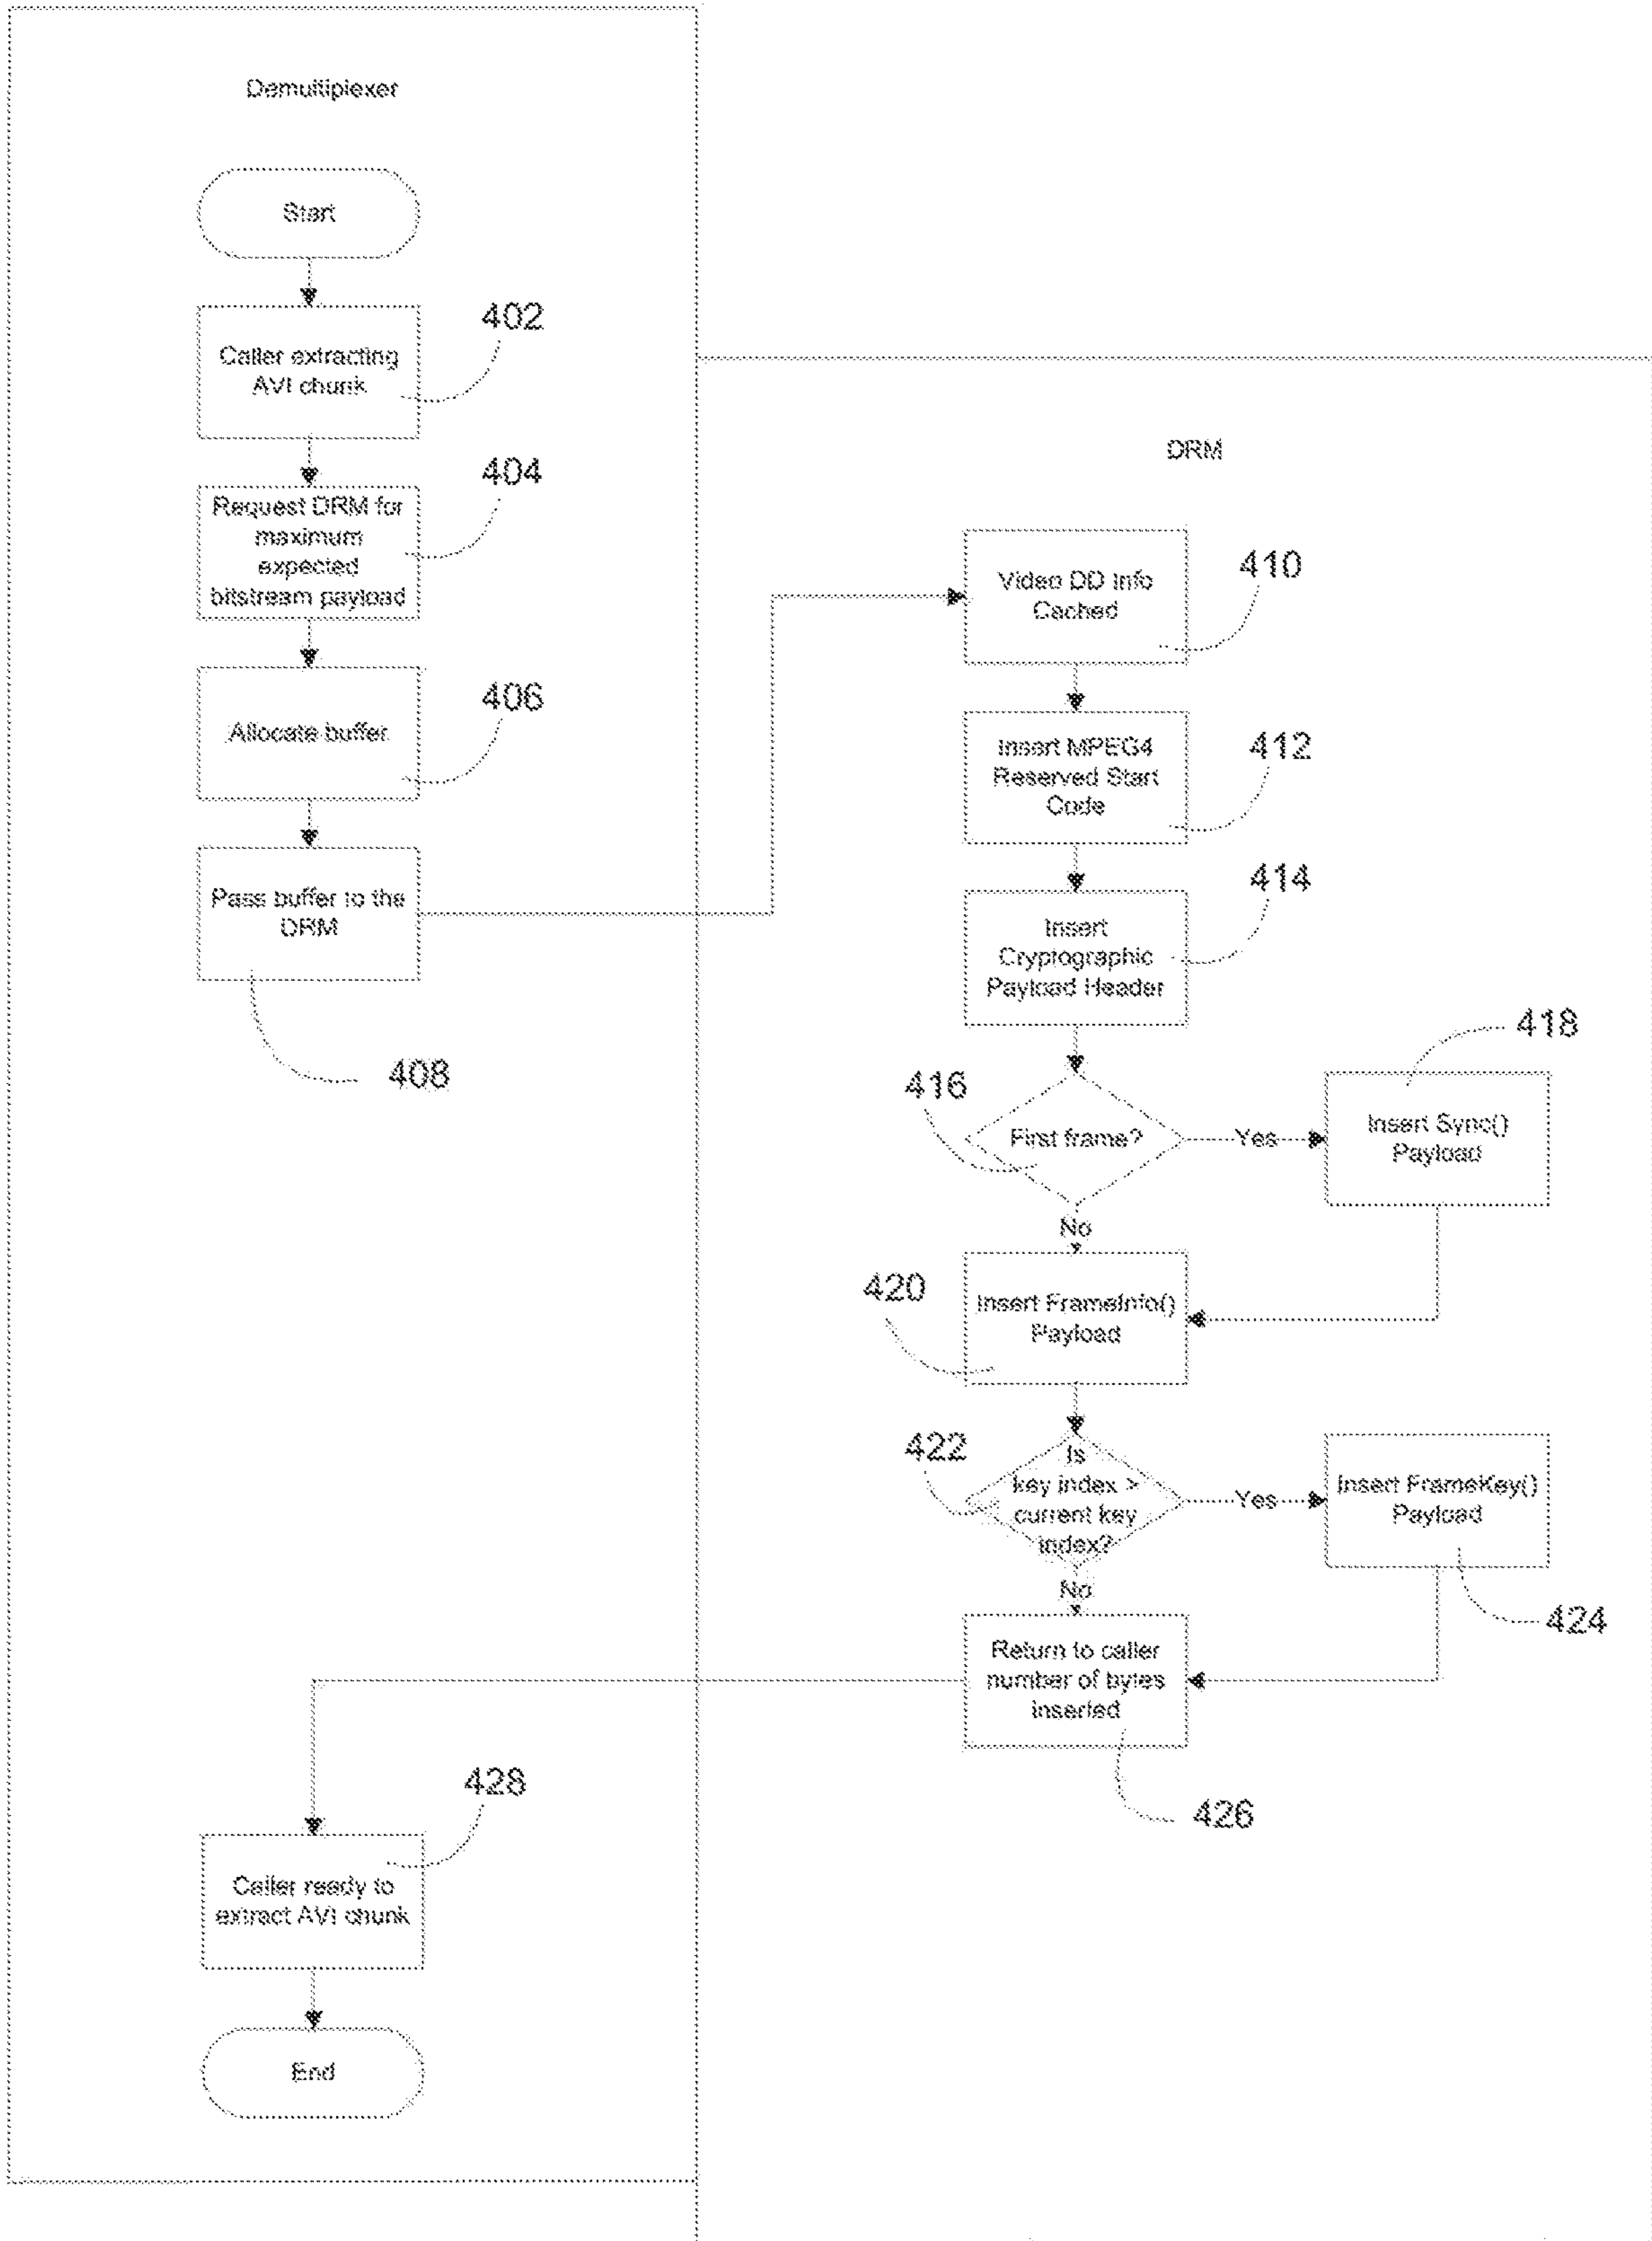 Demultiplexer
Start
402
Caller extracting
AVI chunk
404
Request DRM for
maximum
expected
bitstream payload
406
Allocate buffer
Pass buffer to the
DRM
408
DRM
410
Video DD Info
Cached
412
Insert MPEG4
Reserved Start
Code
414
Insert
Cryptographic
Payload Header
416
First frame?
Yes
418
Insert Sync()
Payload
No
420
Insert FrameInfo()
Payload
422
Is
key index >
current key
index?
Yes
Insert FrameKey()
Payload
424
No
Return to caller
number of bytes
inserted
426
428
Caller ready to
extract AVI chunk
End